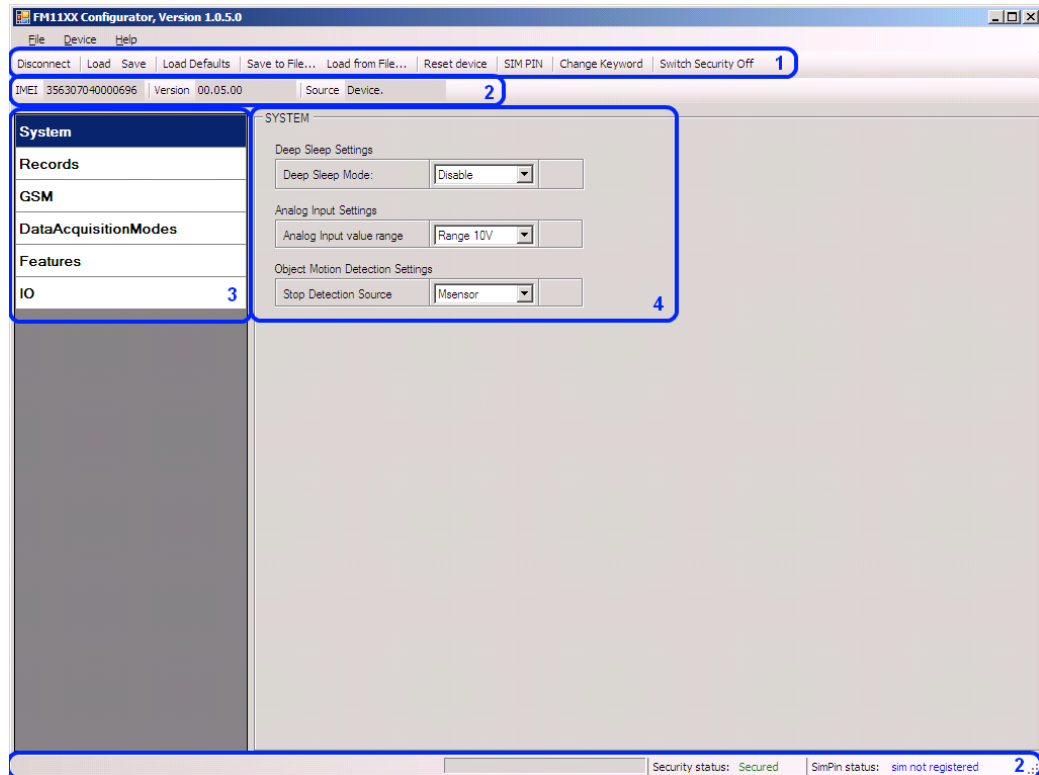 FM11XX Configurator, Version 1.0.5.0
File Device Help
Disconnect Load Save Load Defaults Save to File... Load from File... Reset device SIM PIN Change Keyword Switch Security Off 1
IMEI 356307040000696 Version 00.05.00 Source Device. 2
System
Records
GSM
DataAcquisitionModes
Features
IO 3
SYSTEM
Deep Sleep Settings
Deep Sleep Mode: Disable
Analog Input Settings
Analog Input value range Range 10V
Object Motion Detection Settings
Stop Detection Source Msensor
4
Security status: Secured SimPin status: sim not registered 2